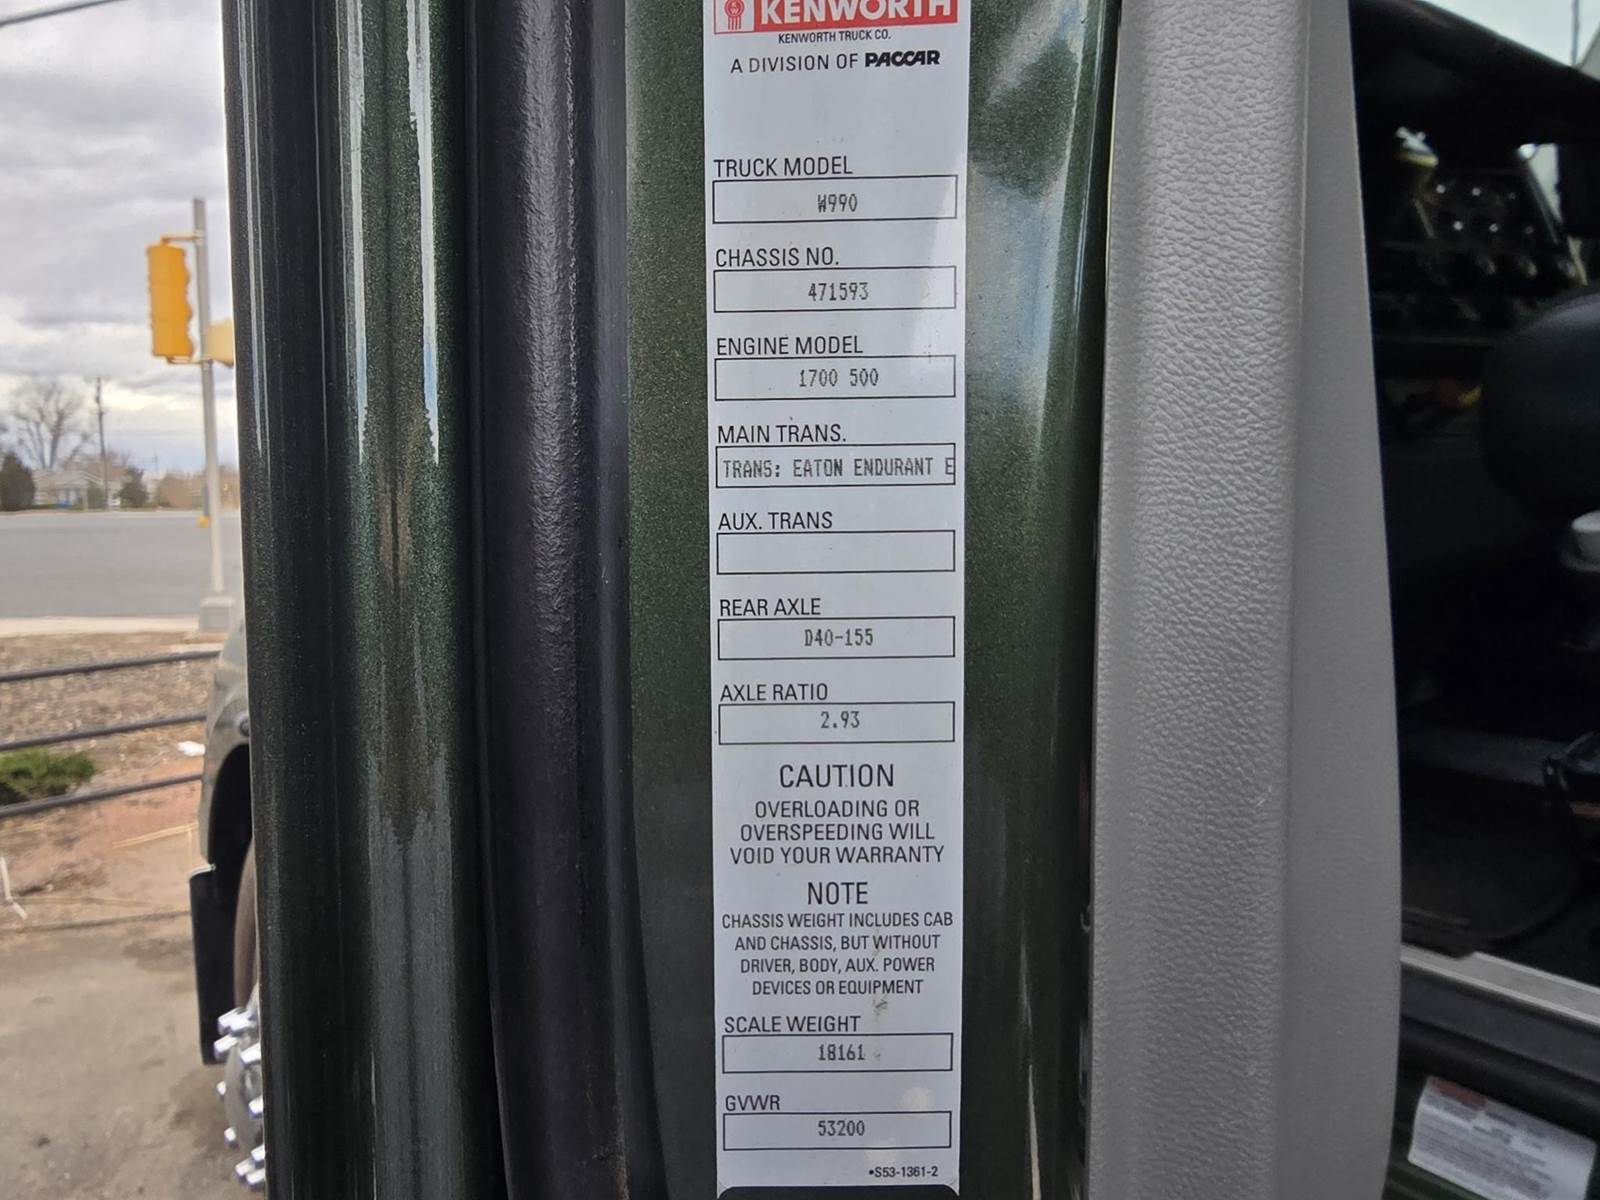 KENWORTH
KENWORTH TRUCK CO.
A DIVISION OF PACCAR
TRUCK MODEL
W990
CHASSIS NO.
471593
ENGINE MODEL
1700 500
MAIN TRANS.
TRANS: EATON ENDURANT E
AUX. TRANS
REAR AXLE
D40-155
AXLE RATIO
2.93
CAUTION
OVERLOADING OR
OVERSPEEDING WILL
VOID YOUR WARRANTY
NOTE
CHASSIS WEIGHT INCLUDES CAB
AND CHASSIS, BUT WITHOUT
DRIVER, BODY, AUX. POWER
DEVICES OR EQUIPMENT
SCALE WEIGHT
18161
GVWR
53200
•S53-1361-2